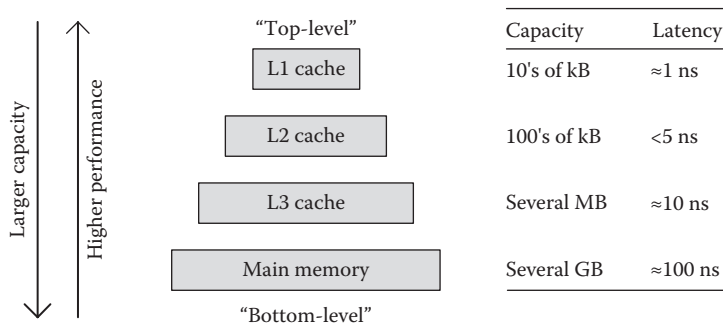 “Top-level” Capacity Latency
L1 cache 10's of kB ≈1 ns
L2 cache 100's of kB <5 ns
L3 cache Several MB ≈10 ns
Main memory Several GB ≈100 ns
“Bottom-level”
Larger capacity
Higher performance